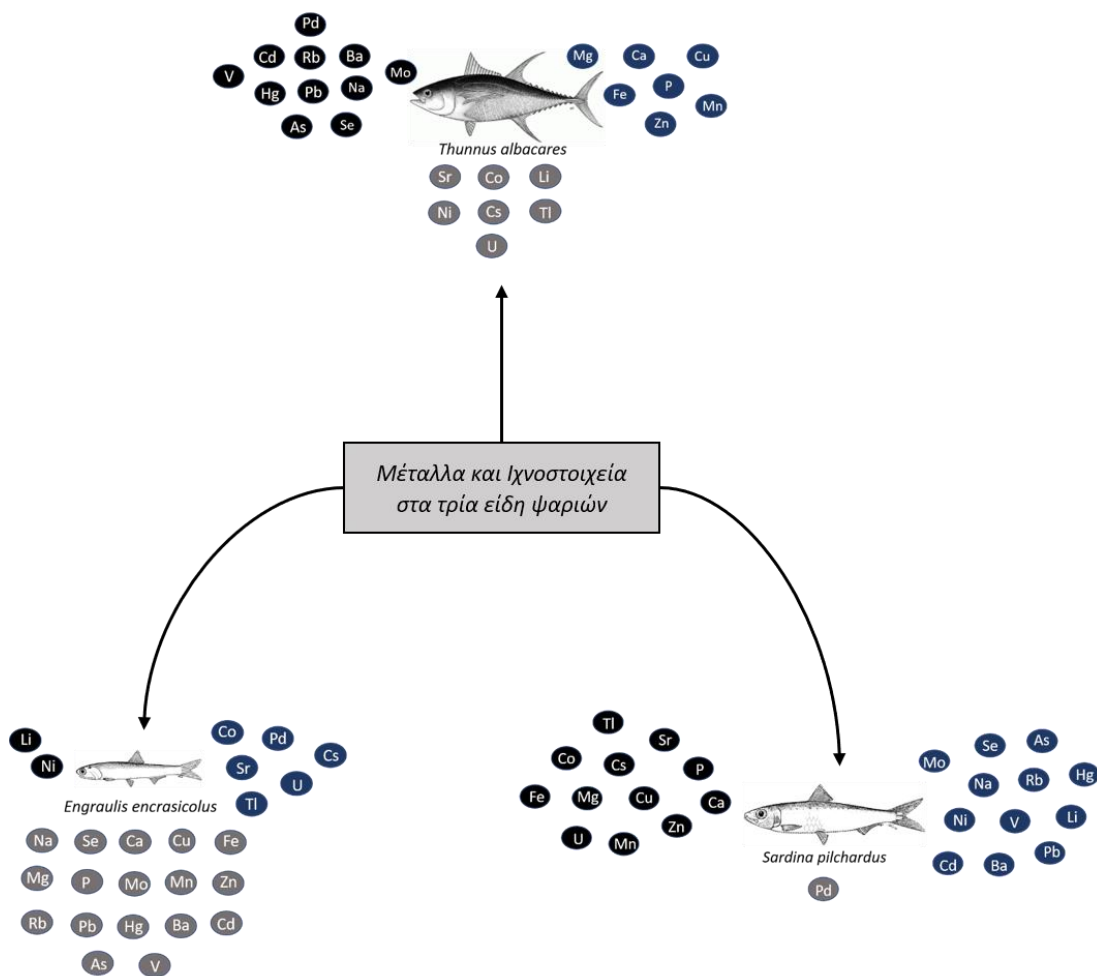 Pd
Cd Rb Ba
V Mo
Hg Pb Na
As Se
Mg Ca Cu
Fe P Mn
Zn
Thunnus albacares
Sr Co Li
Ni Cs Tl
U
Μέταλλα και Ιχνοστοιχεία
στα τρία είδη ψαριών
Li
Ni
Co Pd
Sr Cs
U
Tl
Engraulis encrasicolus
Na Se Ca Cu Fe
Mg P Mo Mn Zn
Rb Pb Hg Ba Cd
As V
Tl Sr
Co Cs P
Fe Mg Cu Ca
U Mn Zn
Mo Se As
Na Rb Hg
Ni V Li
Cd Ba Pb
Sardina pilchardus
Pd